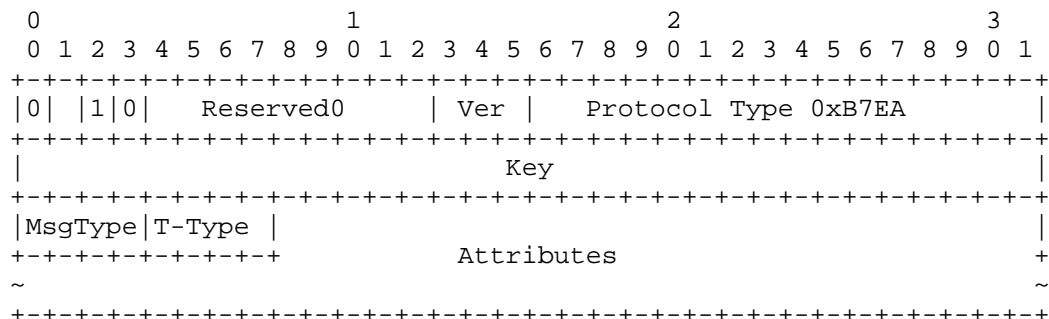 0                   1                   2                   3
 0 1 2 3 4 5 6 7 8 9 0 1 2 3 4 5 6 7 8 9 0 1 2 3 4 5 6 7 8 9 0 1
+-+-+-+-+-+-+-+-+-+-+-+-+-+-+-+-+-+-+-+-+-+-+-+-+-+-+-+-+-+-+-+-+
|0| |1|0|   Reserved0     | Ver |   Protocol Type 0xB7EA        |
+-+-+-+-+-+-+-+-+-+-+-+-+-+-+-+-+-+-+-+-+-+-+-+-+-+-+-+-+-+-+-+-+
|                              Key                              |
+-+-+-+-+-+-+-+-+-+-+-+-+-+-+-+-+-+-+-+-+-+-+-+-+-+-+-+-+-+-+-+-+
|MsgType|T-Type |                                               |
+-+-+-+-+-+-+-+-+           Attributes                          +
~                                                               ~
+-+-+-+-+-+-+-+-+-+-+-+-+-+-+-+-+-+-+-+-+-+-+-+-+-+-+-+-+-+-+-+-+